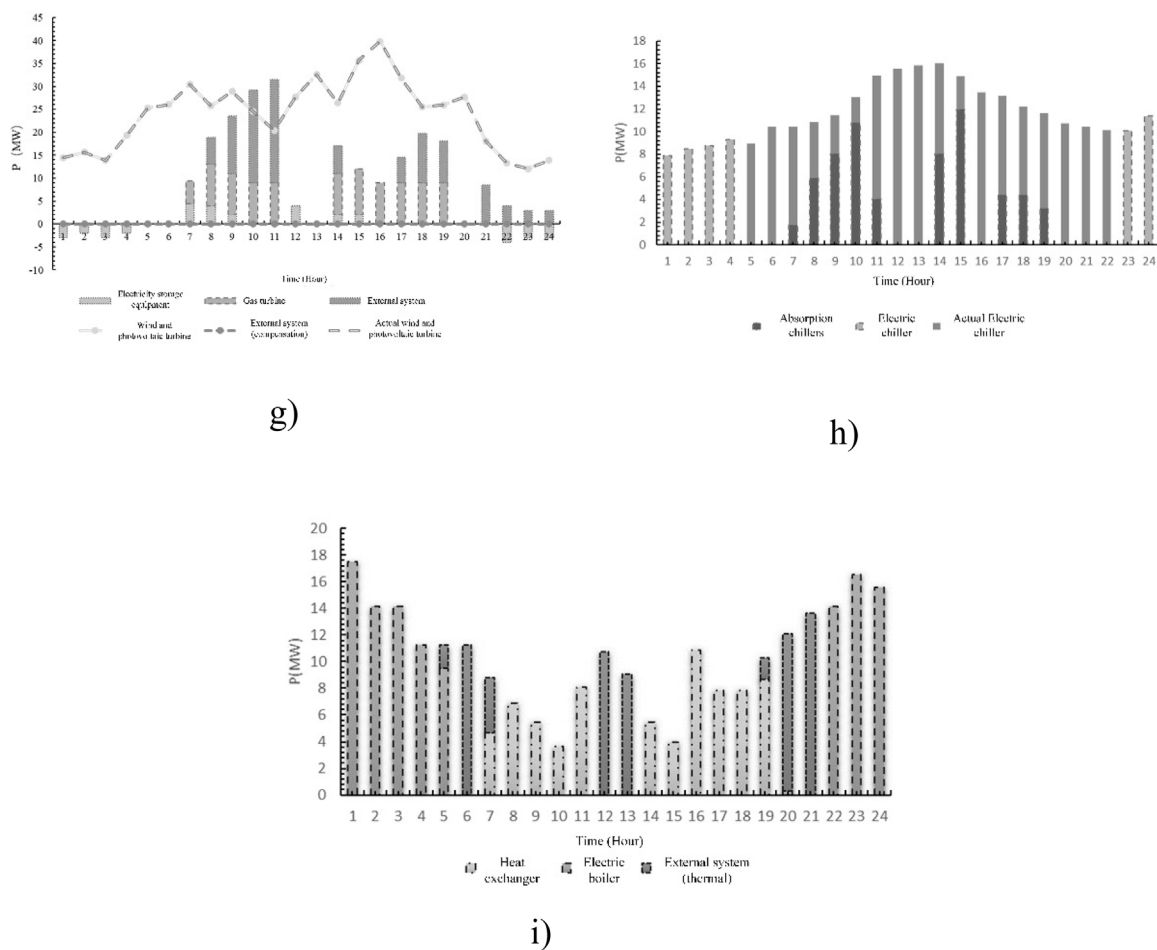 45
40
35
30
25
20
15
10
5
0
-5
-10
P (MW)
1 2 3 4 5 6 7 8 9 10 11 12 13 14 15 16 17 18 19 20 21 22 23 24
Time (Hour)
Electricity storage
equipment
Gas turbine
External system
Wind and
photovoltaic turbine
External system
(compensation)
Actual wind and
photovoltaic turbine
g)
18
16
14
12
10
8
6
4
2
0
P(MW)
1 2 3 4 5 6 7 8 9 10 11 12 13 14 15 16 17 18 19 20 21 22 23 24
Time (Hour)
Absorption
chillers
Electric
chiller
Actual Electric
chiller
h)
20
18
16
14
12
10
8
6
4
2
0
P(MW)
1 2 3 4 5 6 7 8 9 10 11 12 13 14 15 16 17 18 19 20 21 22 23 24
Time (Hour)
Heat
exchanger
Electric
boiler
External system
(thermal)
i)